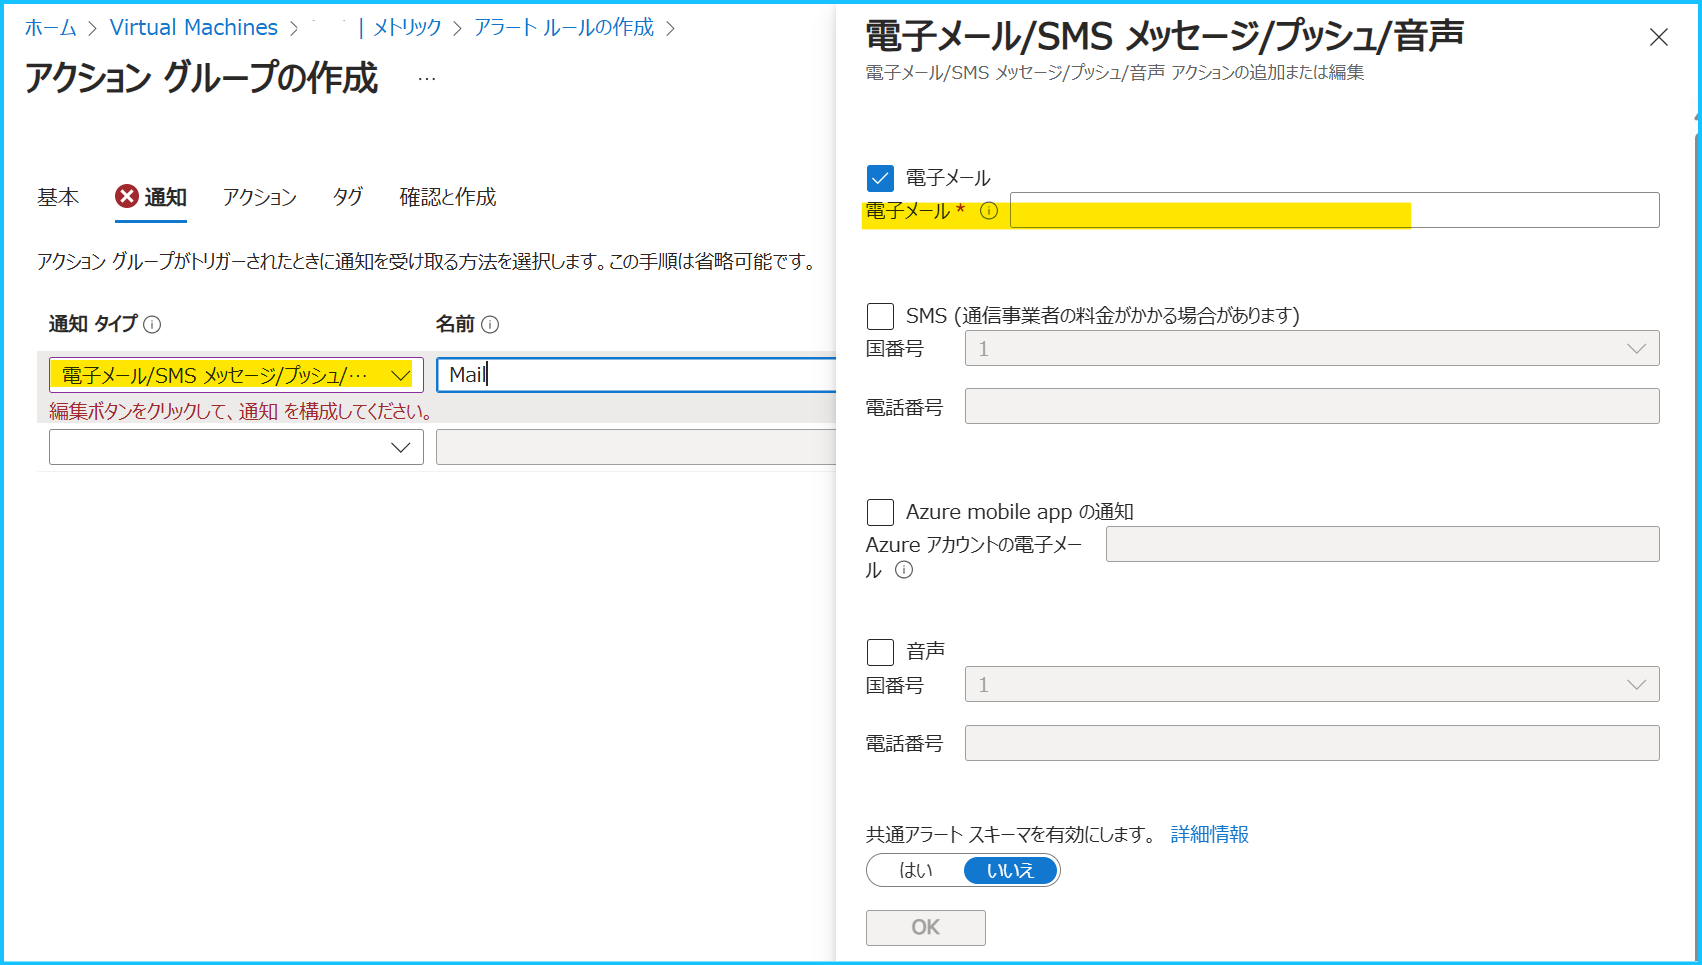 ホーム > Virtual Machines > | メトリック > アラート ルールの作成 >
アクション グループの作成 …
基本 通知 アクション タグ 確認と作成
アクション グループがトリガーされたときに通知を受け取る方法を選択します。この手順は省略可能です。
通知 タイプ 名前
電子メール/SMS メッセージ/プッシュ/… Mail
編集ボタンをクリックして、通知 を構成してください。
電子メール/SMS メッセージ/プッシュ/音声
電子メール/SMS メッセージ/プッシュ/音声 アクションの追加または編集
電子メール
電子メール *
SMS (通信事業者の料金がかかる場合があります)
国番号 1
電話番号
Azure mobile app の通知
Azure アカウントの電子メー
ル
音声
国番号 1
電話番号
共通アラート スキーマを有効にします。 詳細情報
はい いいえ
OK